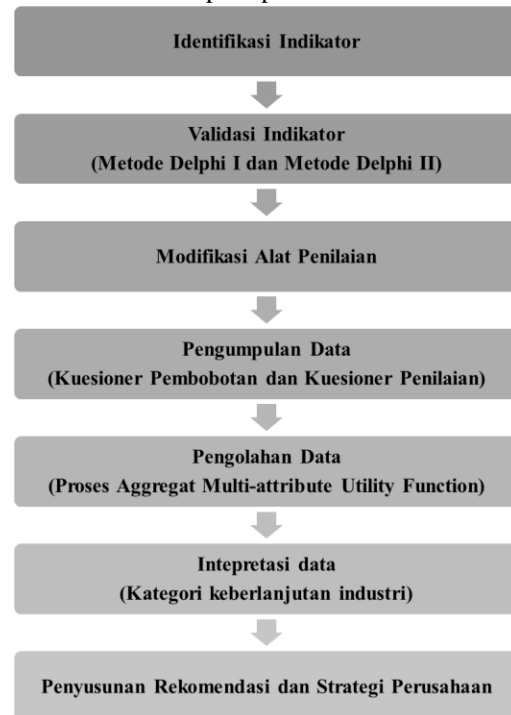 Identifikasi Indikator
Validasi Indikator
(Metode Delphi I dan Metode Delphi II)
Modifikasi Alat Penilaian
Pengumpulan Data
(Kuesioner Pembobotan dan Kuesioner Penilaian)
Pengolahan Data
(Proses Aggregat Multi-attribute Utility Function)
Intepretasi data
(Kategori keberlanjutan industri)
Penyusunan Rekomendasi dan Strategi Perusahaan